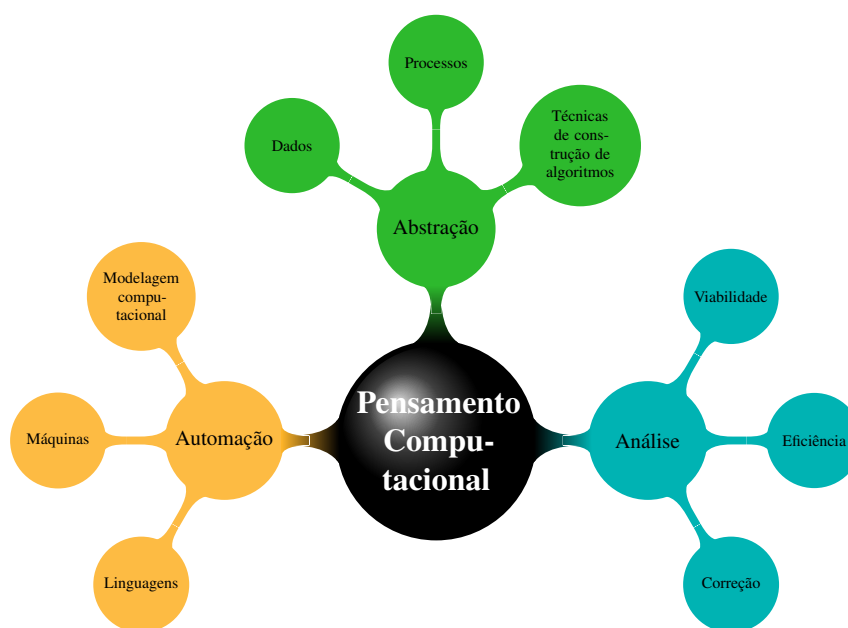 Processos
Dados
Técnicas
de cons-
trução de
algoritmos
Abstração
Modelagem
compu-
tacional
Viabilidade
Pensamento
Compu-
tacional
Máquinas
Automação
Análise
Eficiência
Linguagens
Correção